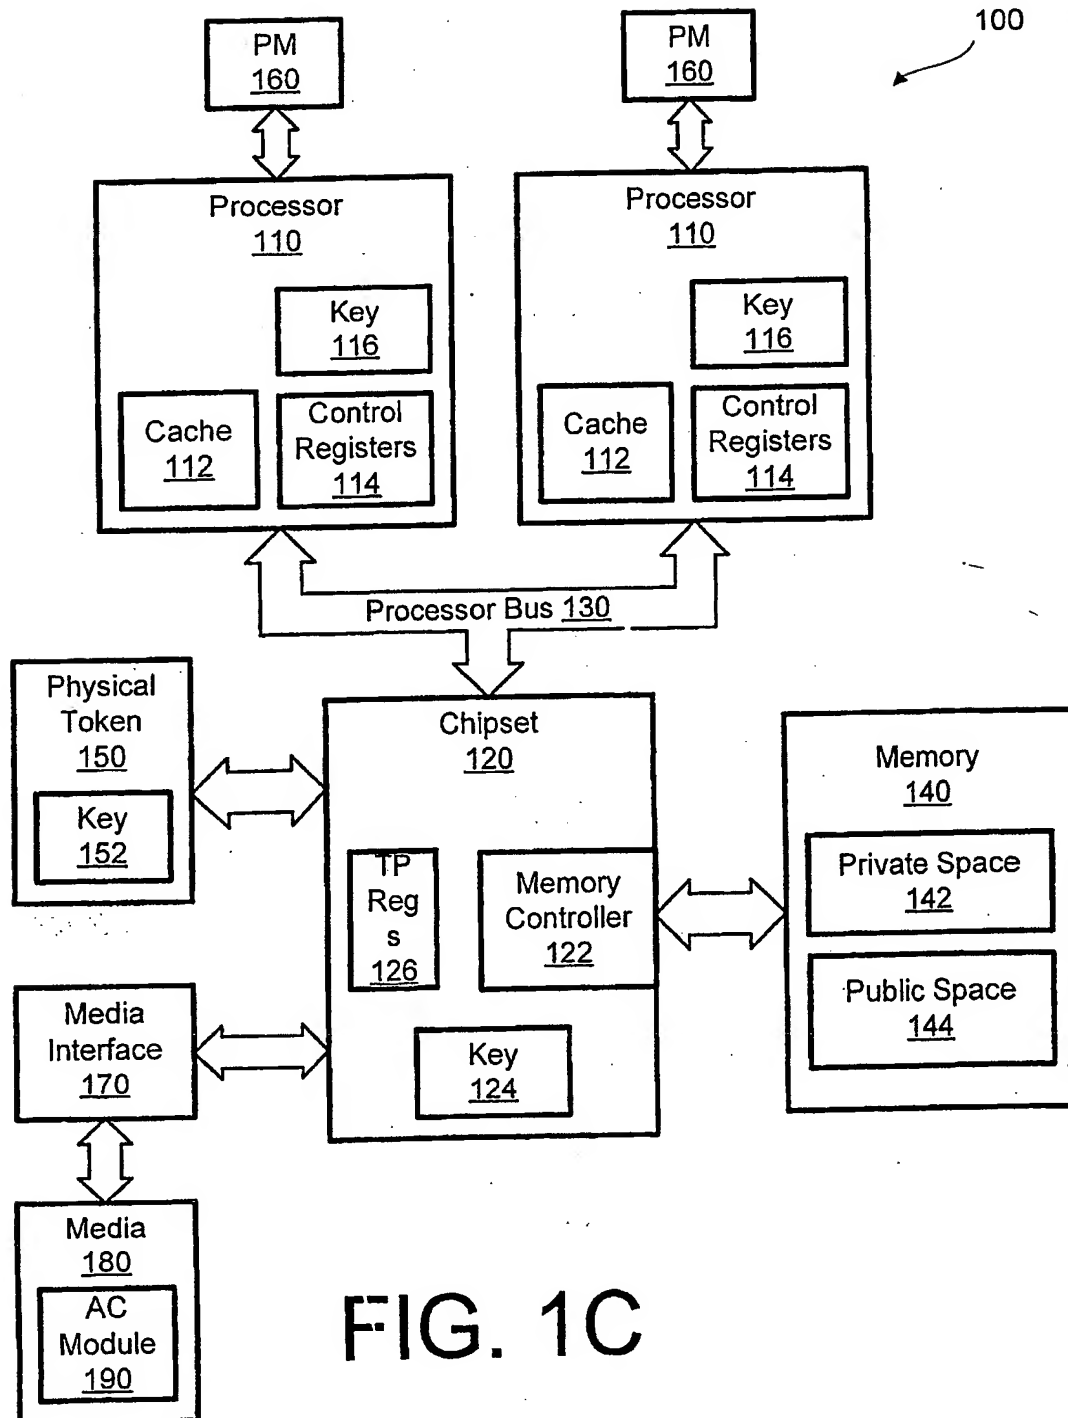 100
PM
160
PM
160
Processor
110
Key
116
Cache
112
Control
Registers
114
Processor
110
Key
116
Cache
112
Control
Registers
114
Processor Bus 130
Physical
Token
150
Key
152
Chipset
120
TP
Reg
s
126
Memory
Controller
122
Key
124
Memory
140
Private Space
142
Public Space
144
Media
Interface
170
Media
180
AC
Module
190
FIG. 1C